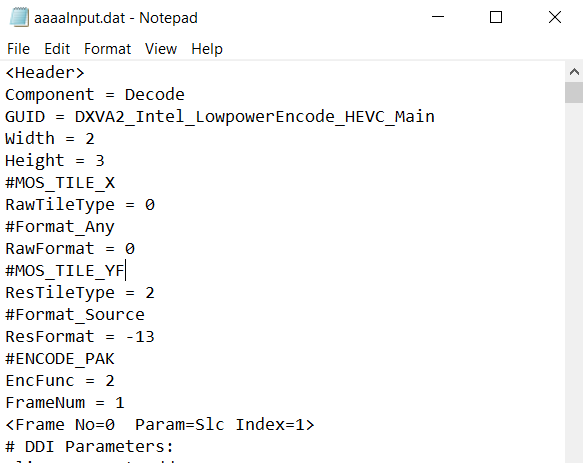 aaaaInput.dat - Notepad
File Edit Format View Help
<Header>
Component = Decode
GUID = DXVA2_Intel_LowpowerEncode_HEVC_Main
Width = 2
Height = 3
#MOS_TILE_X
RawTileType = 0
#Format_Any
RawFormat = 0
#MOS_TILE_YF
ResTileType = 2
#Format_Source
ResFormat = -13
#ENCODE_PAK
EncFunc = 2
FrameNum = 1
<Frame No=0  Param=Slc Index=1>
# DDI Parameters: